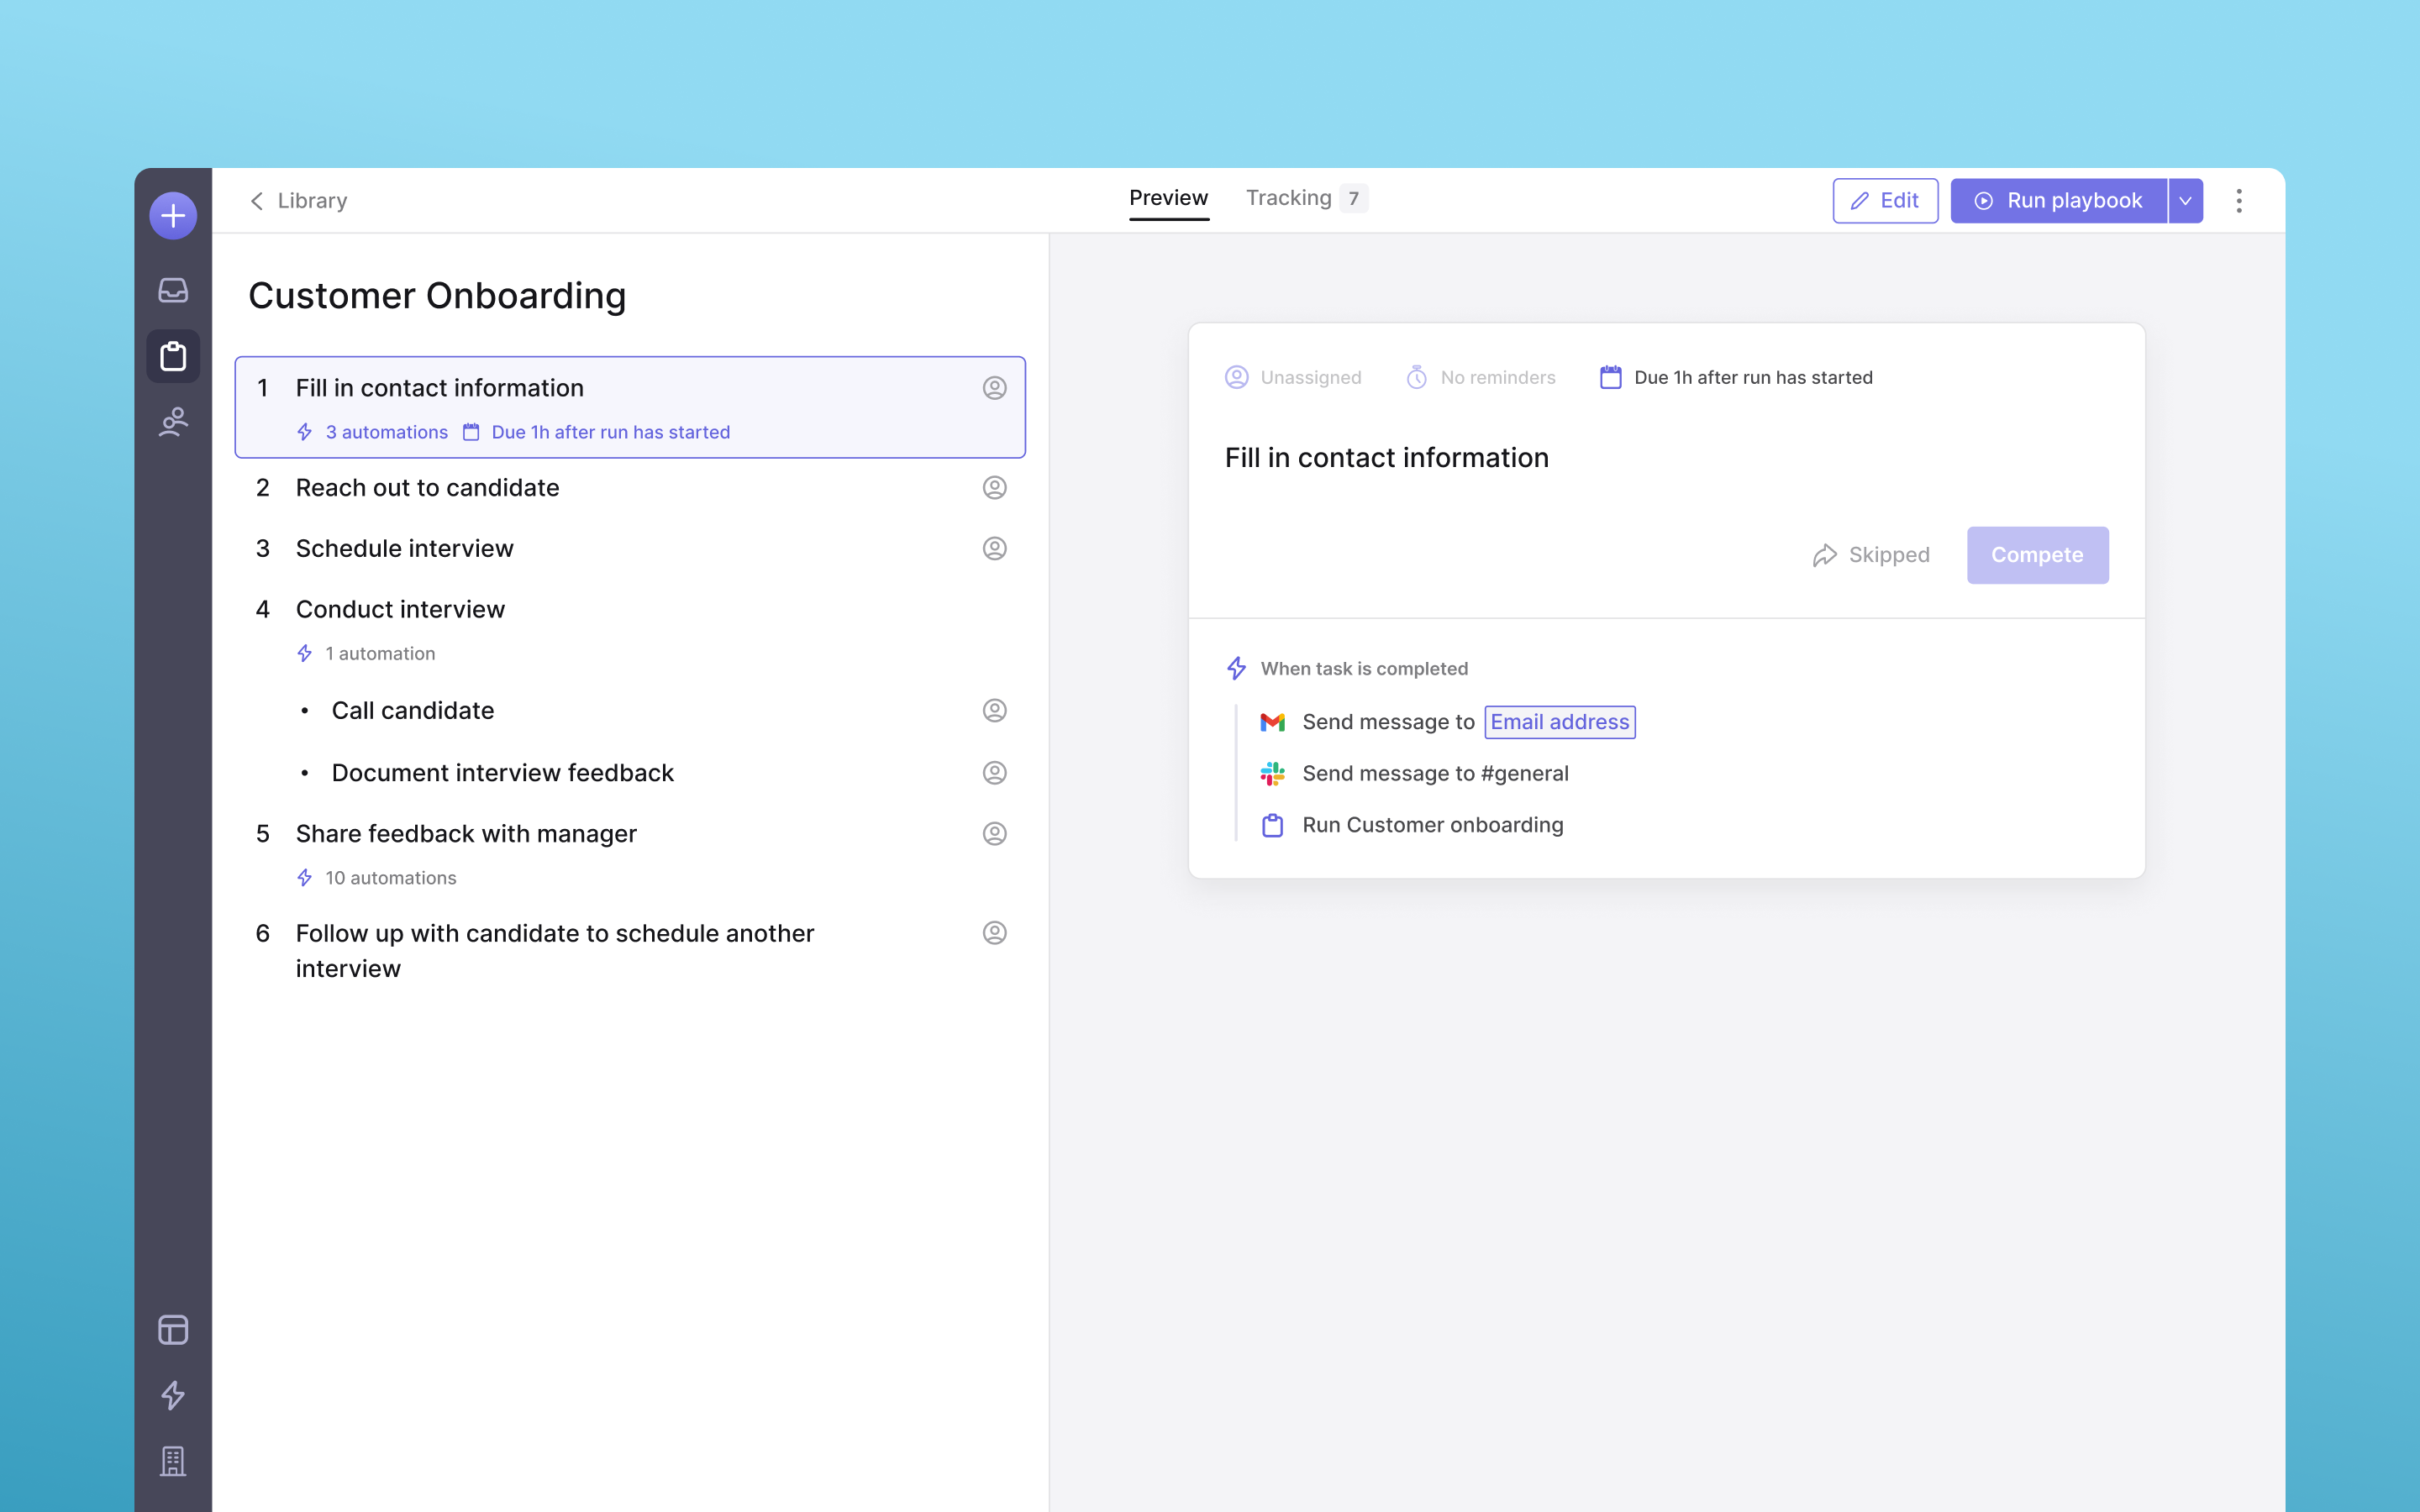 Library
Preview
Tracking 7
Edit
Run playbook
Customer Onboarding
1 Fill in contact information
3 automations Due 1h after run has started
2 Reach out to candidate
3 Schedule interview
4 Conduct interview
1 automation
• Call candidate
• Document interview feedback
5 Share feedback with manager
10 automations
6 Follow up with candidate to schedule another
interview
Unassigned No reminders Due 1h after run has started
Fill in contact information
Skipped Compete
When task is completed
Send message to Email address
Send message to #general
Run Customer onboarding